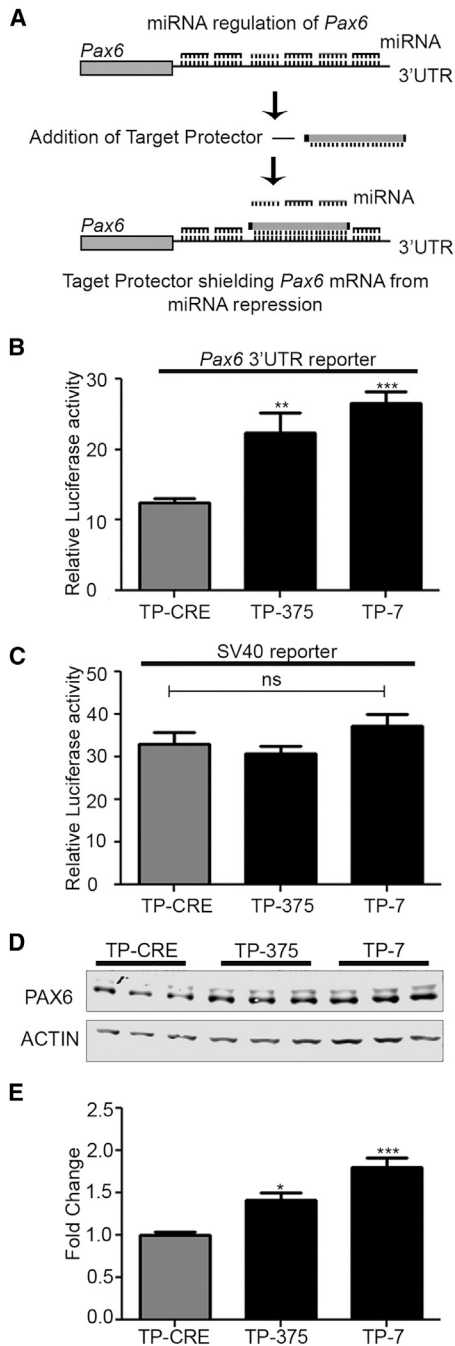 A
miRNA regulation of Pax6
Pax6
miRNA
3'UTR
Addition of Target Protector
miRNA
Pax6
3'UTR
Taget Protector shielding Pax6 mRNA from
miRNA repression
B
Pax6 3'UTR reporter
Relative Luciferase activity
30
20
10
0
**
***
TP-CRE TP-375 TP-7
C
SV40 reporter
ns
Relative Luciferase activity
50
40
30
20
10
0
TP-CRE TP-375 TP-7
D
TP-CRE TP-375 TP-7
PAX6
ACTIN
E
Fold Change
2.5
2.0
1.5
1.0
0.5
0.0
*
***
TP-CRE TP-375 TP-7